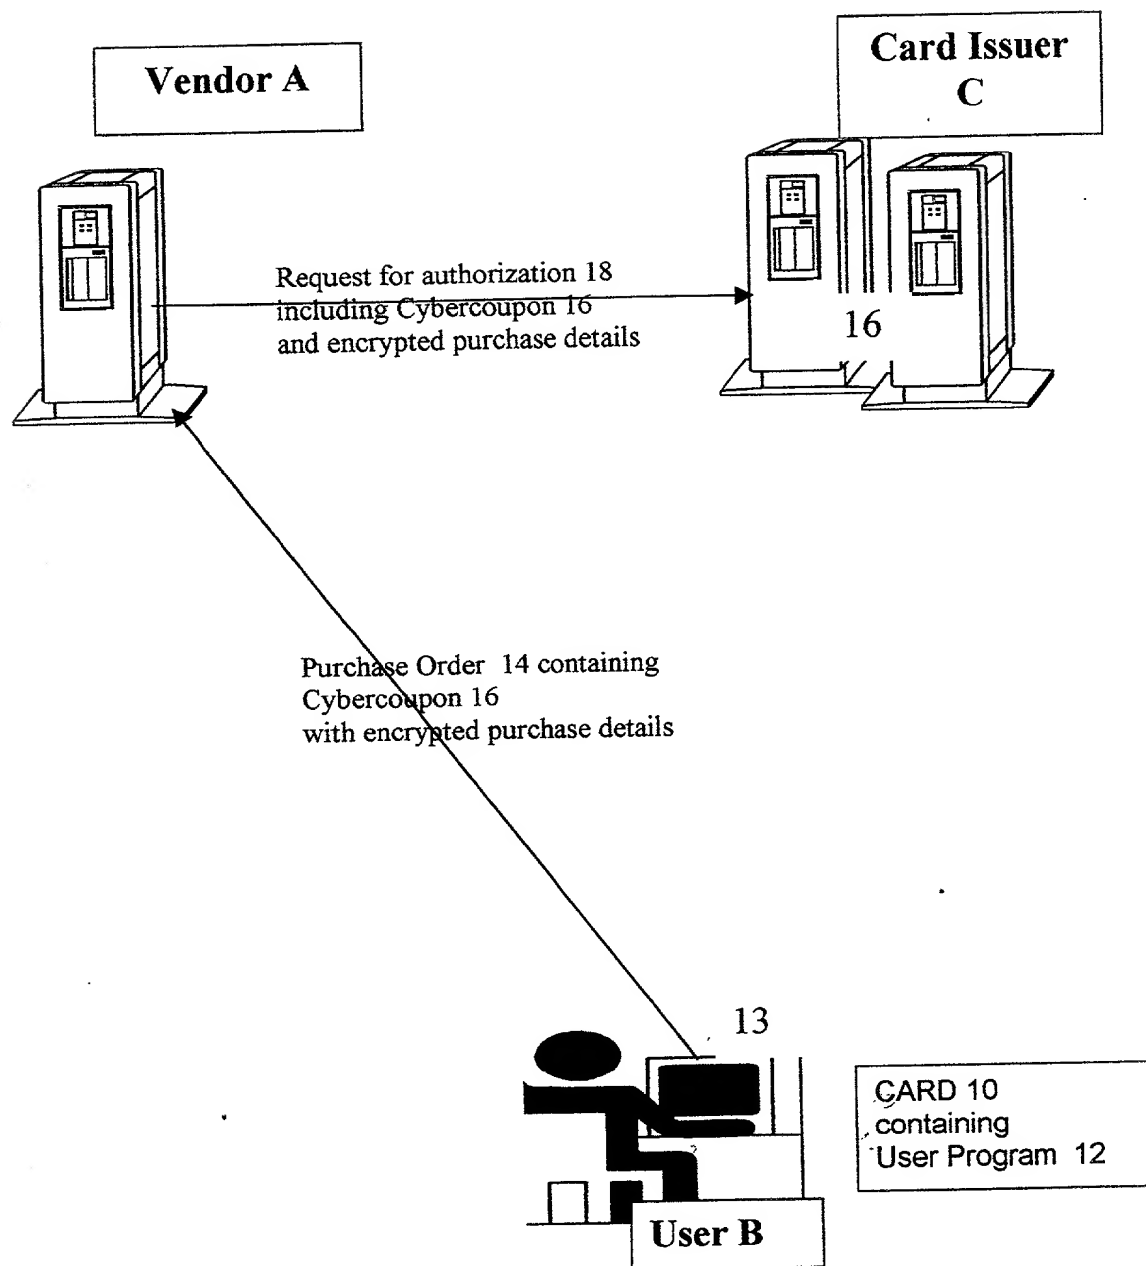 Vendor A
Card Issuer
C
Request for authorization 18
including Cybercoupon 16
and encrypted purchase details
16
Purchase Order 14 containing
Cybercoupon 16
with encrypted purchase details
13
CARD 10
containing
User Program 12
User B